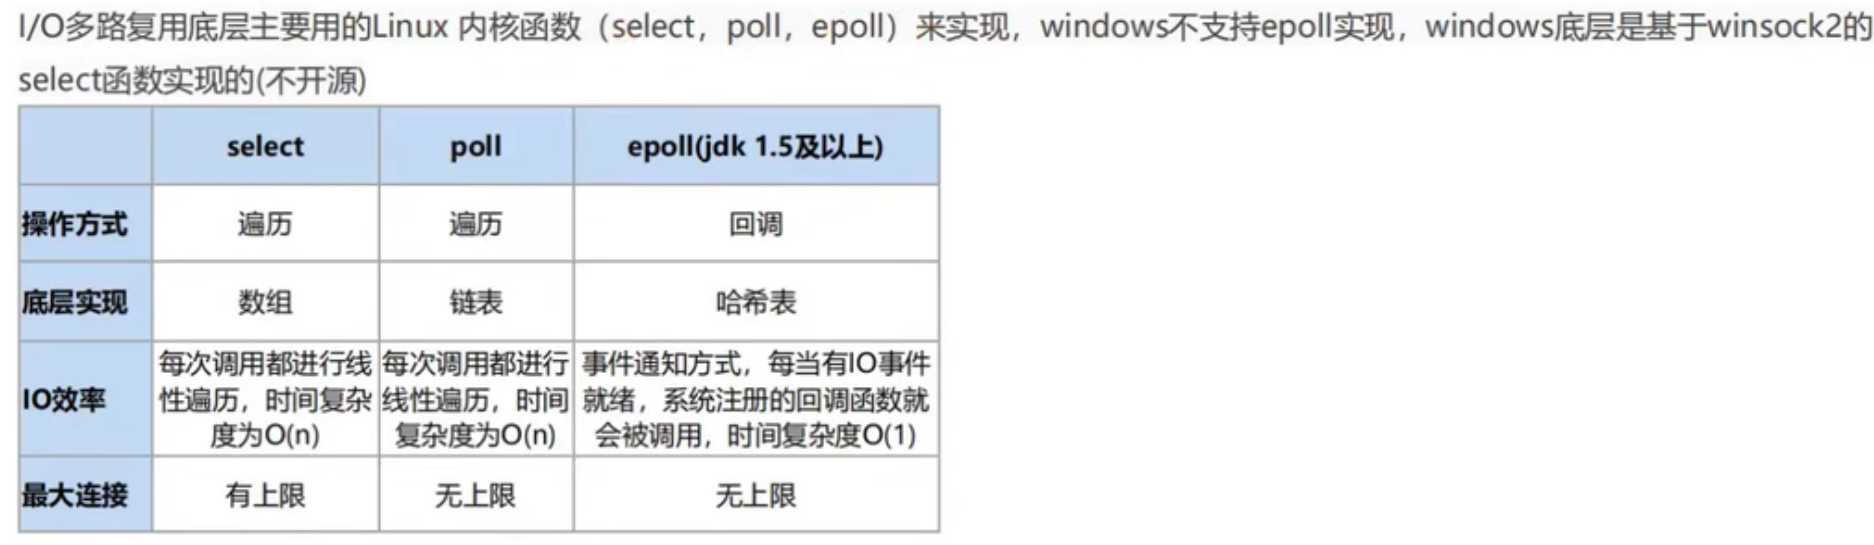 I/O多路复用底层主要用的Linux 内核函数（select，poll，epoll）来实现，windows不支持epoll实现，windows底层是基于winsock2的
select函数实现的(不开源)
select poll epoll(jdk 1.5及以上)
操作方式 遍历 遍历 回调
底层实现 数组 链表 哈希表
IO效率
每次调用都进行线
性遍历，时间复杂
度为O(n)
每次调用都进行
线性遍历，时间
复杂度为O(n)
事件通知方式，每当有IO事件
就绪，系统注册的回调函数就
会被调用，时间复杂度O(1)
最大连接 有上限 无上限 无上限